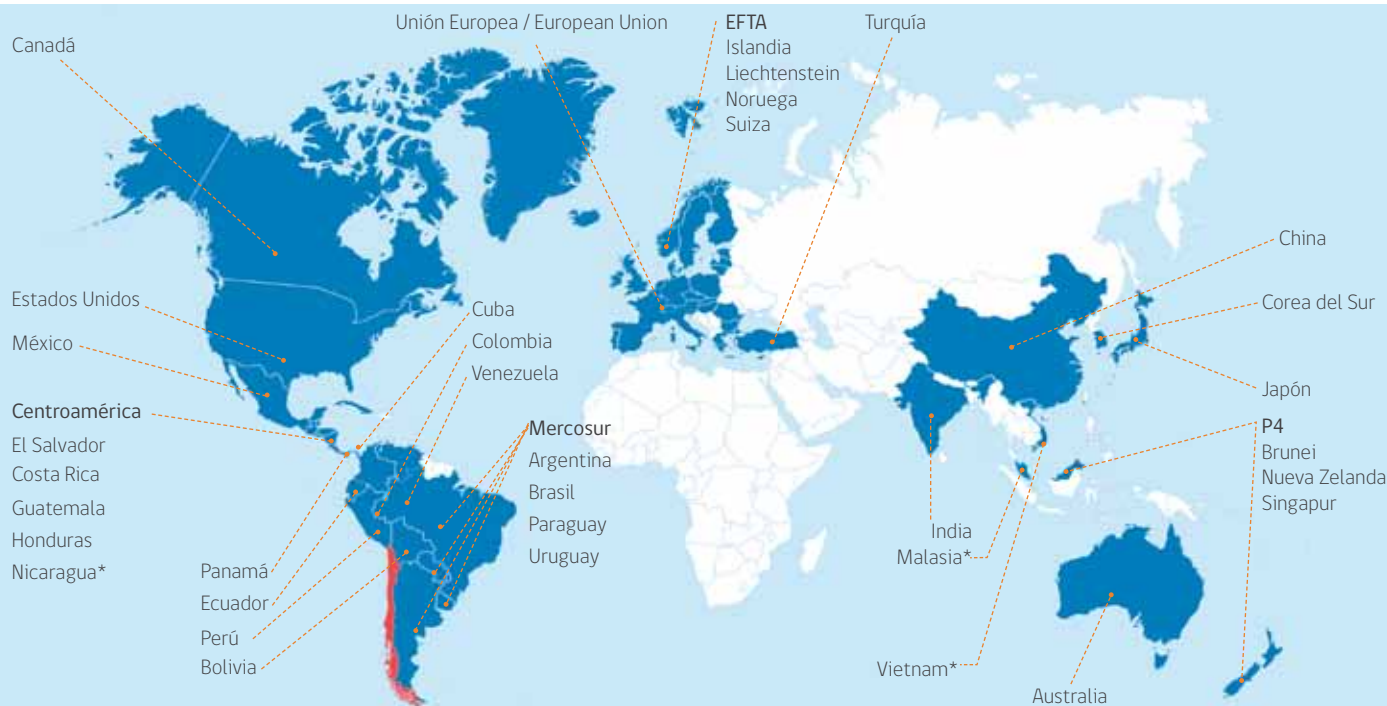 Unión Europea / European Union
EFTA
Islandia
Liechtenstein
Noruega
Suiza
Turquía
Canadá
Estados Unidos
México
Centroamérica
El Salvador
Costa Rica
Guatemala
Honduras
Nicaragua*
Cuba
Colombia
Venezuela
Mercosur
Argentina
Brasil
Paraguay
Uruguay
Panamá
Ecuador
Perú
Bolivia
China
Corea del Sur
Japón
P4
Brunei
Nueva Zelanda
Singapur
India
Malasia*
Vietnam*
Australia